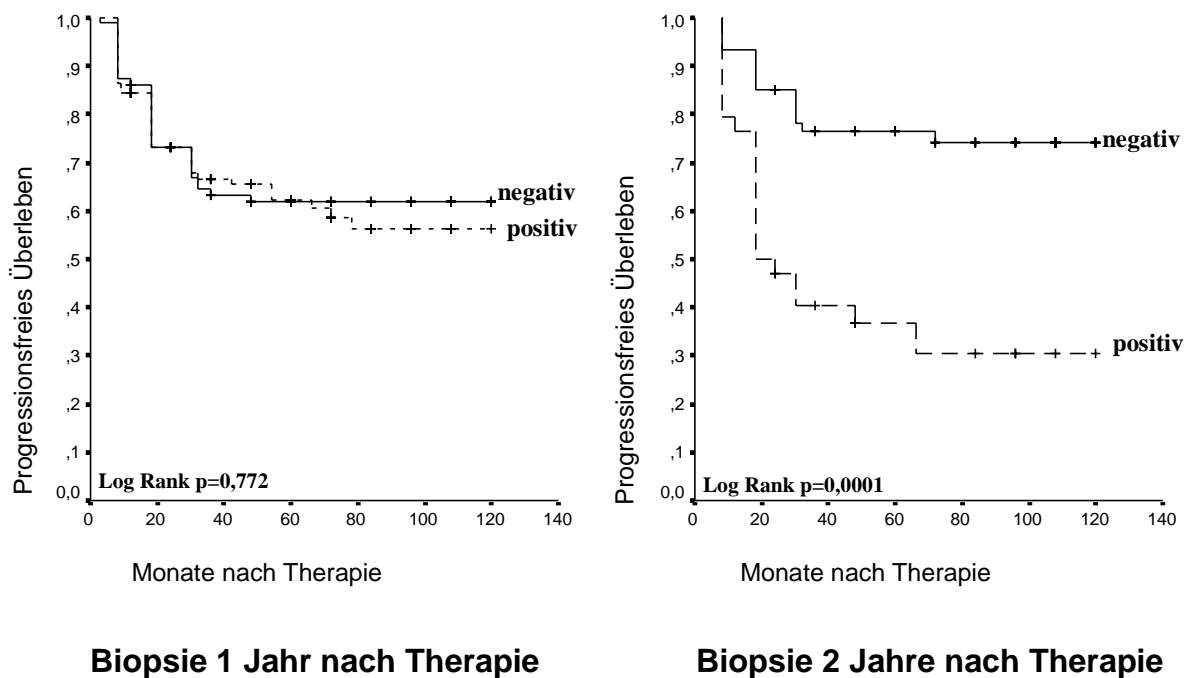 1,0
,9
,8
,7
,6
,5
,4
,3
,2
,1
0,0
Progressionsfreies Überleben
negativ
positiv
Log Rank p=0,772
0 20 40 60 80 100 120 140
Monate nach Therapie
Biopsie 1 Jahr nach Therapie
1,0
,9
,8
,7
,6
,5
,4
,3
,2
,1
0,0
Progressionsfreies Überleben
negativ
positiv
Log Rank p=0,0001
0 20 40 60 80 100 120 140
Monate nach Therapie
Biopsie 2 Jahre nach Therapie